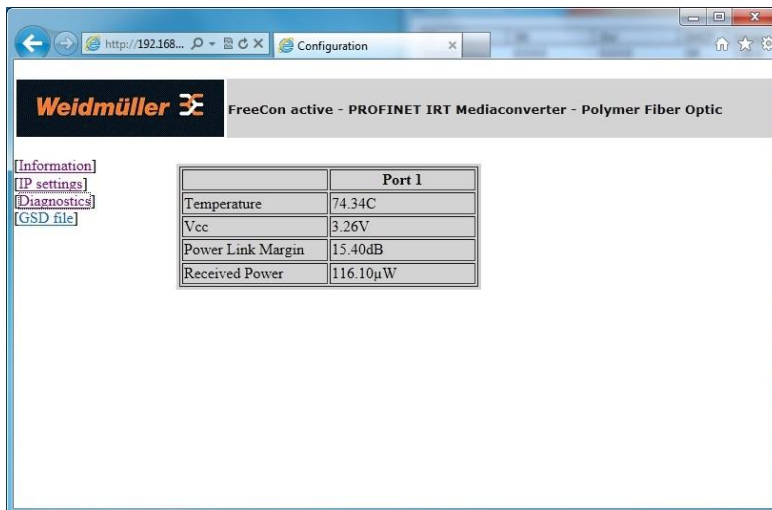 http://192.168...
Configuration
Weidmüller
FreeCon active - PROFINET IRT Mediaconverter - Polymer Fiber Optic
[Information]
[IP settings]
[Diagnostics]
[GSD file]
Port 1
Temperature 74.34C
Vcc 3.26V
Power Link Margin 15.40dB
Received Power 116.10µW